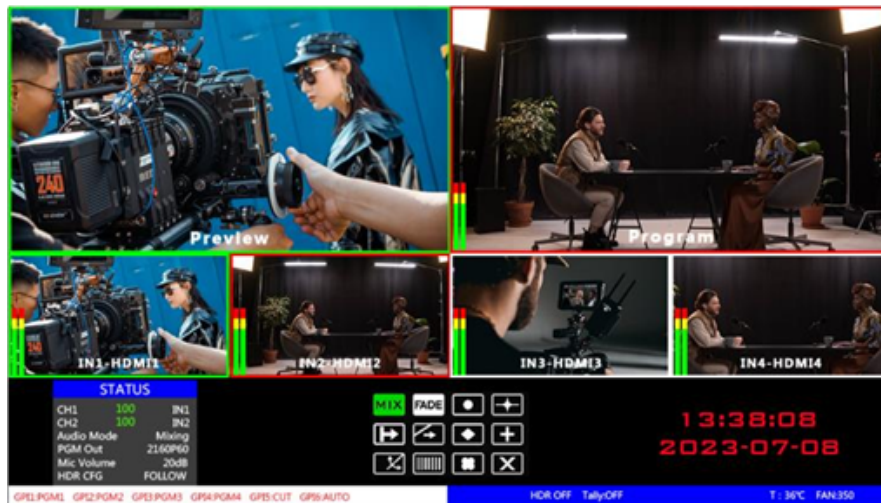 240
Preview
Program
240
IN1-HDMI1
IN2-HDMI2
IN3-HDMI3
IN4-HDMI4
STATUS
CH1 100 IN1
CH2 100 IN2
Audio Mode Mixing
PGM Out 2160P60
Mic Volume 20dB
HDR CFG FOLLOW
MIX FADE
13:38:08
2023-07-08
GPI1:PGM1 GPI2:PGM2 GPI3:PGM3 GPI4:PGM4 GPI5:CUT GPI6:AUTO
HDR OFF Tally:OFF T : 36℃ FAN:350